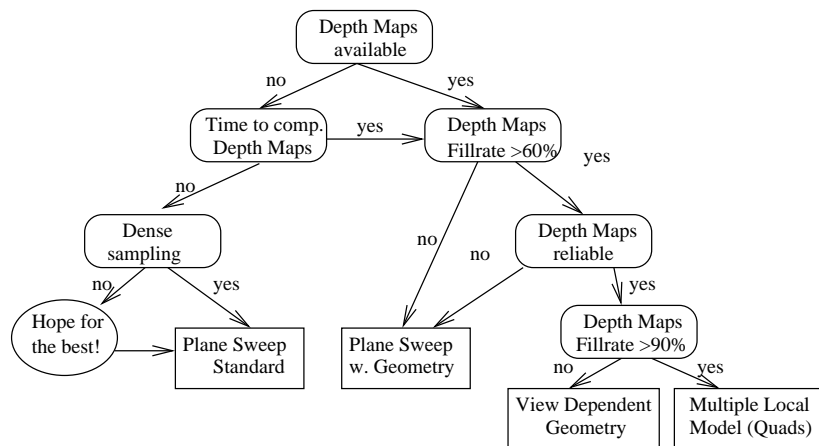 Depth Maps
available
no
yes
Time to comp.
Depth Maps
yes
Depth Maps
Fillrate >60%
yes
no
Dense
sampling
no
no
Depth Maps
reliable
no
yes
yes
Hope for
the best!
Plane Sweep
Standard
Plane Sweep
w. Geometry
Depth Maps
Fillrate >90%
no
yes
View Dependent
Geometry
Multiple Local
Model (Quads)